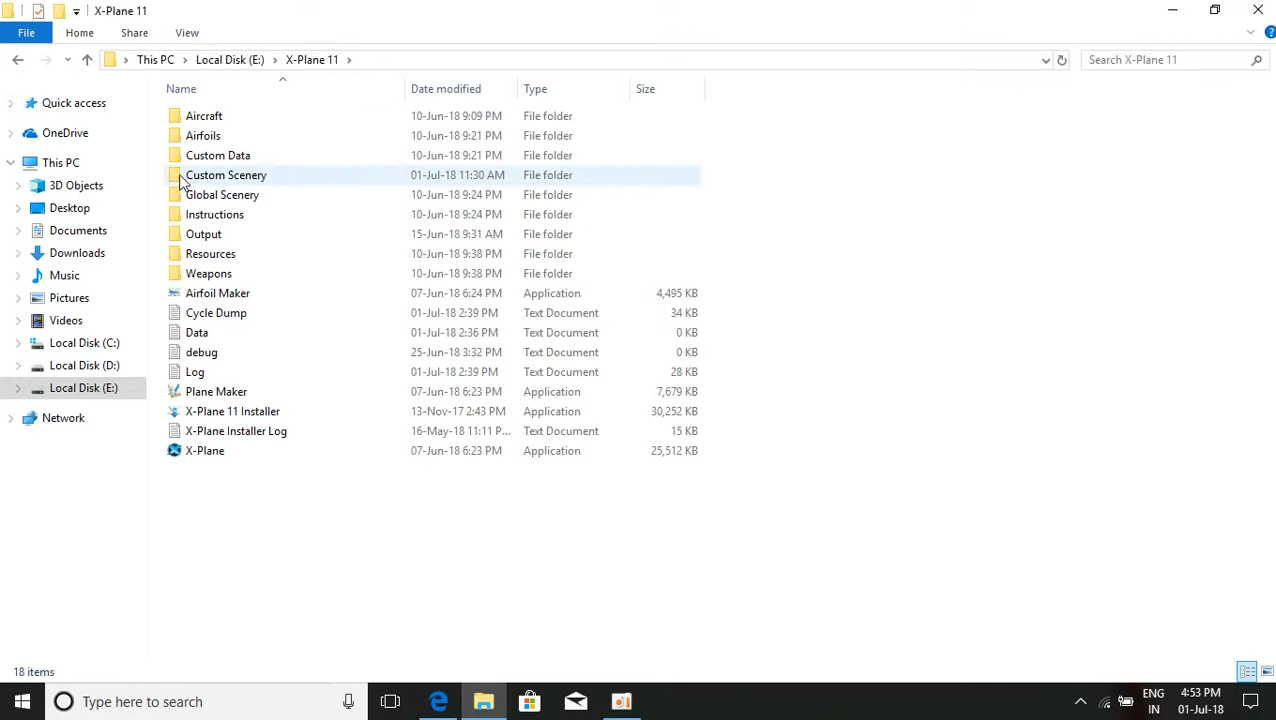 X-Plane 11
File Home Share View
This PC Local Disk (E:) X-Plane 11 Search X-Plane 11
Name Date modified Type Size
Quick access
OneDrive
This PC
3D Objects
Desktop
Documents
Downloads
Music
Pictures
Videos
Local Disk (C:)
Local Disk (D:)
Local Disk (E:)
Network
Aircraft 10-Jun-18 9:09 PM File folder
Airfoils 10-Jun-18 9:21 PM File folder
Custom Data 10-Jun-18 9:21 PM File folder
Custom Scenery 01-Jul-18 11:30 AM File folder
Global Scenery 10-Jun-18 9:24 PM File folder
Instructions 10-Jun-18 9:24 PM File folder
Output 15-Jun-18 9:31 AM File folder
Resources 10-Jun-18 9:38 PM File folder
Weapons 10-Jun-18 9:38 PM File folder
Airfoil Maker 07-Jun-18 6:24 PM Application 4,495 KB
Cycle Dump 01-Jul-18 2:39 PM Text Document 34 KB
Data 01-Jul-18 2:36 PM Text Document 0 KB
debug 25-Jun-18 3:32 PM Text Document 0 KB
Log 01-Jul-18 2:39 PM Text Document 28 KB
Plane Maker 07-Jun-18 6:23 PM Application 7,679 KB
X-Plane 11 Installer 13-Nov-17 2:43 PM Application 30,252 KB
X-Plane Installer Log 16-May-18 11:11 P... Text Document 15 KB
X-Plane 07-Jun-18 6:23 PM Application 25,512 KB
18 items
Type here to search
ENG 4:53 PM
IN 01-Jul-18